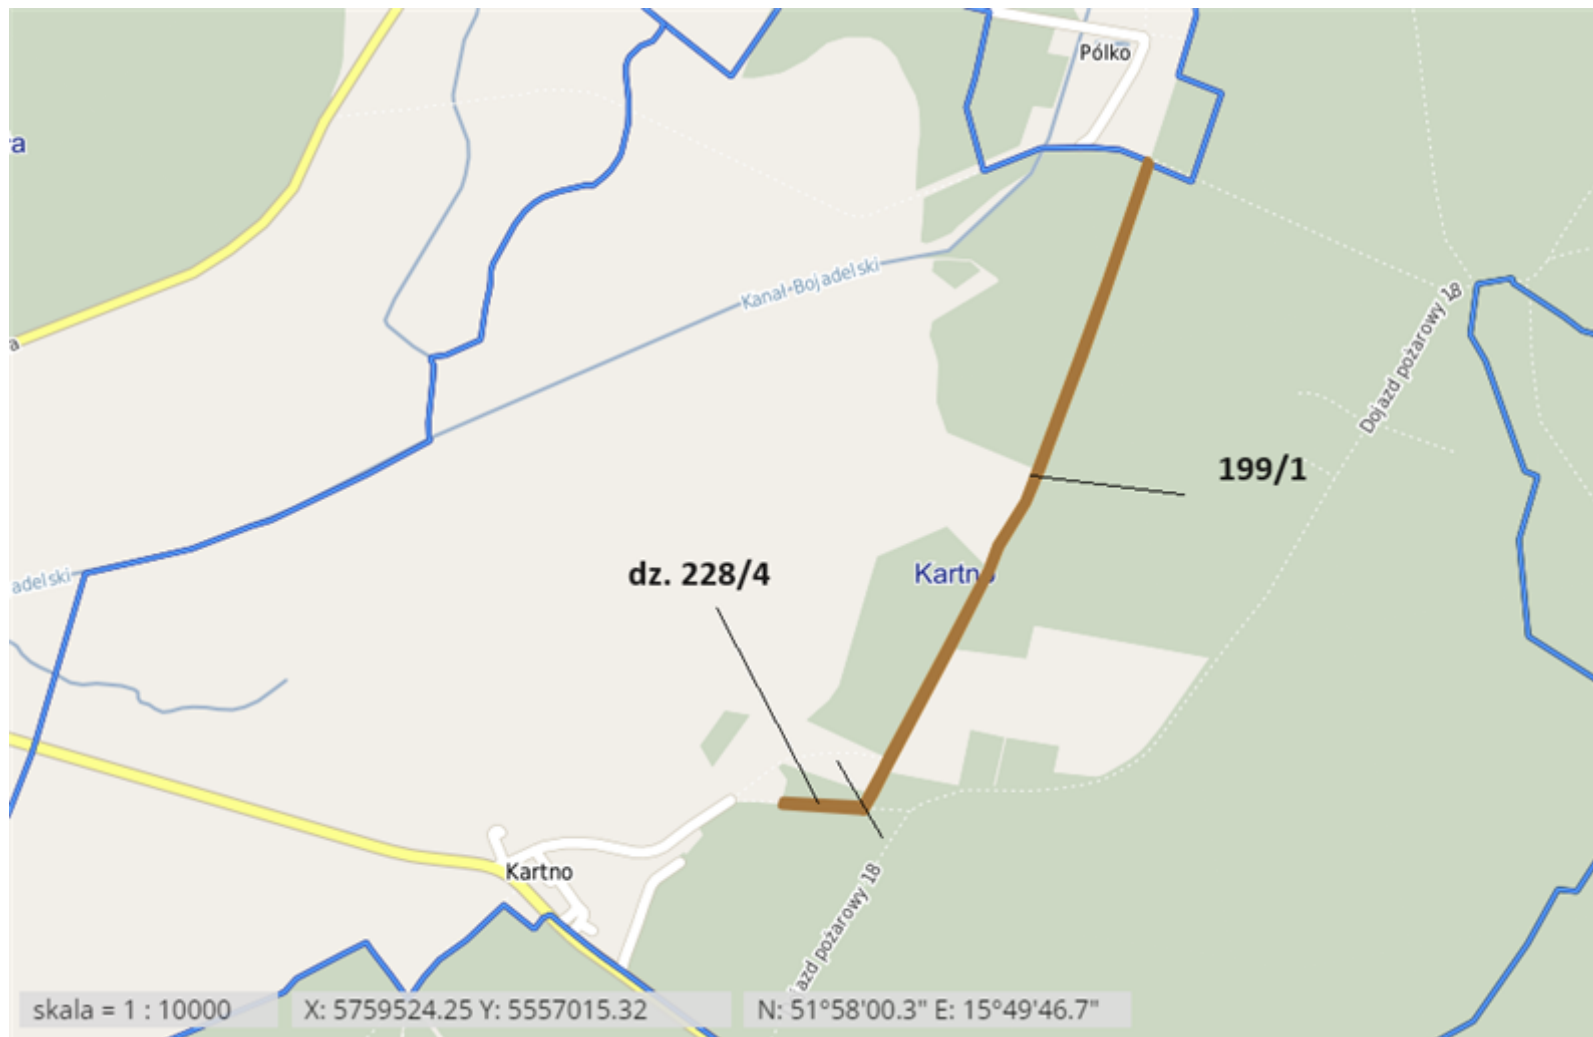 Pólko
a
Kanał Bojadelski
a
Dojazd pożarowy 18
199/1
dz. 228/4
Kartno
adelski
Kartno
jazd pożarowy 18
skala = 1 : 10000
X: 5759524.25 Y: 5557015.32
N: 51°58'00.3" E: 15°49'46.7"